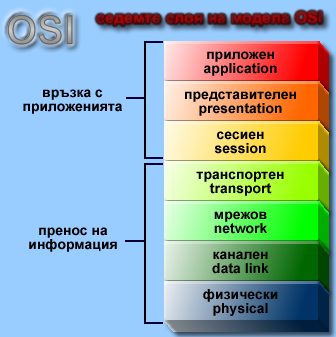 OSI
седемте слоя на модела OSI
приложен
application
представителен
presentation
сесиен
session
транспортен
transport
мрежов
network
канален
data link
физически
physical
връзка с
приложенията
пренос на
информация